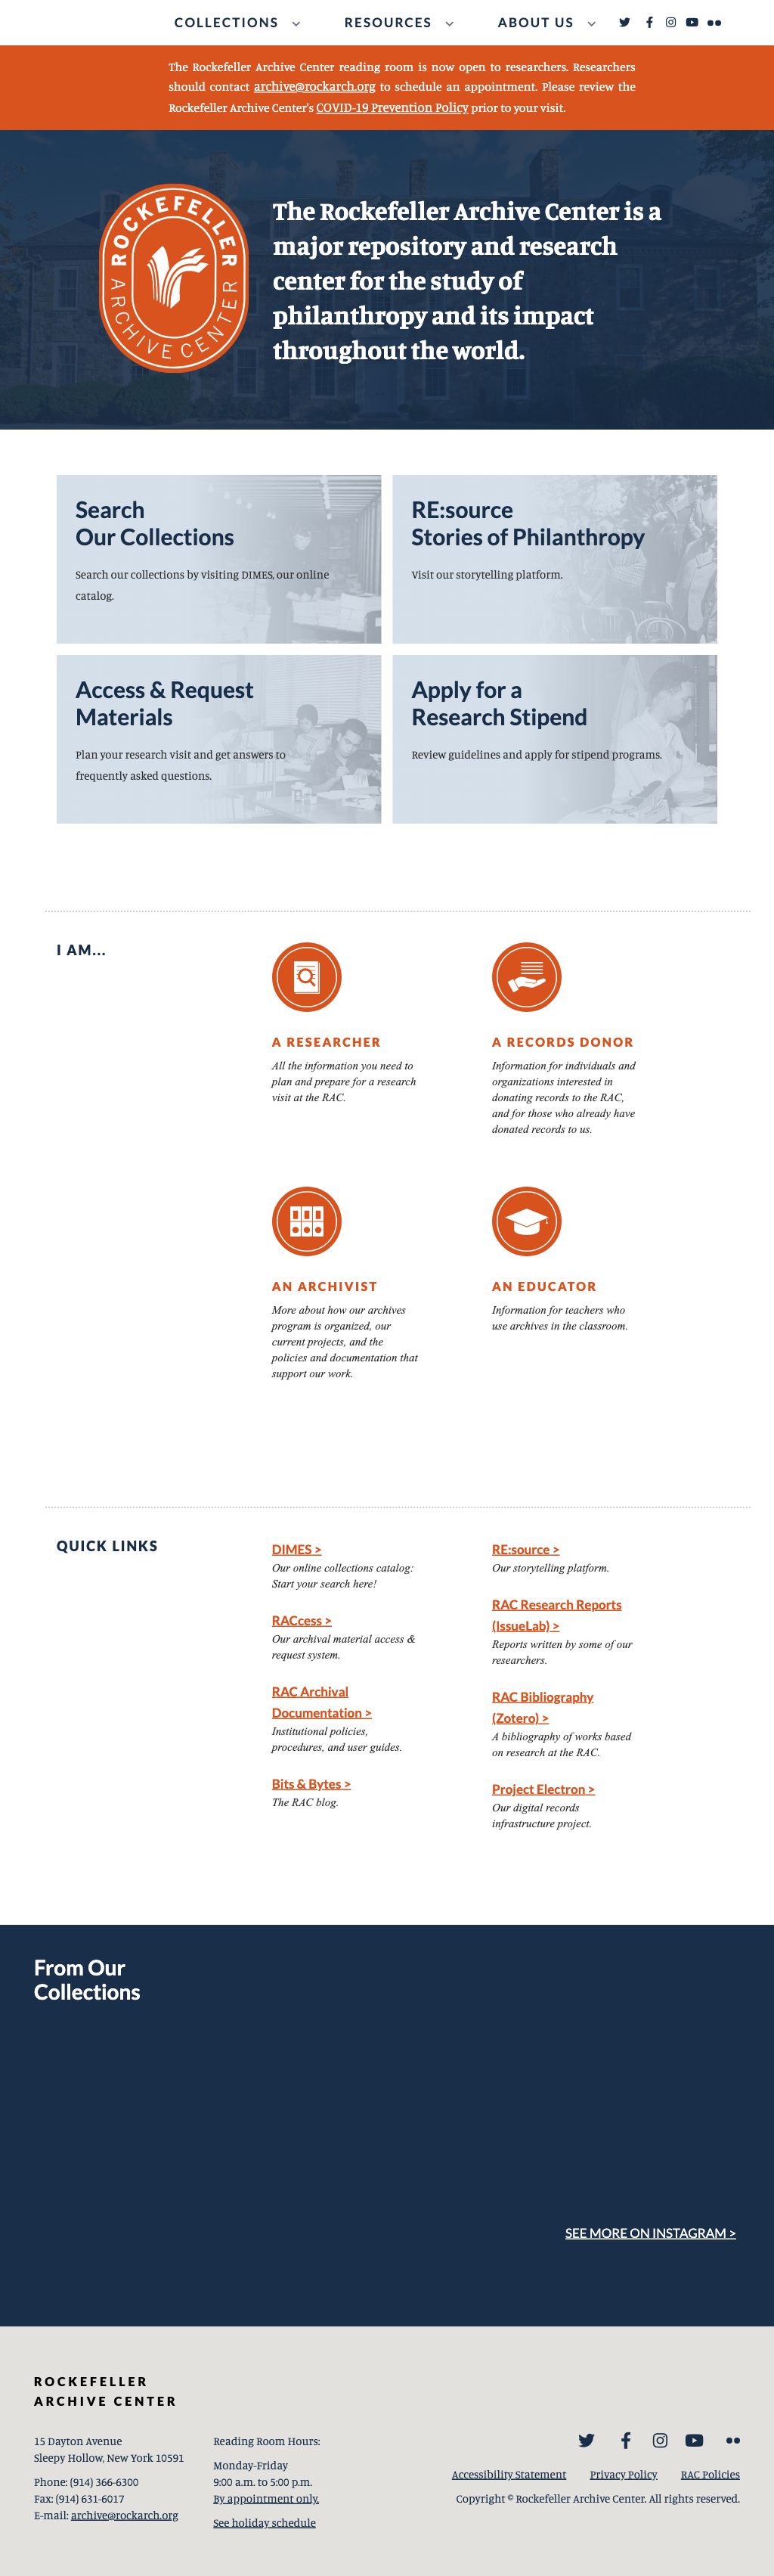 COLLECTIONS
RESOURCES
ABOUT US
The Rockefeller Archive Center reading room is now open to researchers. Researchers
should contact archive@rockarch.org to schedule an appointment. Please review the
Rockefeller Archive Center's COVID-19 Prevention Policy prior to your visit.
ROCKEFELLER
ARCHIVE CENTER
The Rockefeller Archive Center is a
major repository and research
center for the study of
philanthropy and its impact
throughout the world.
Search
Our Collections
Search our collections by visiting DIMES, our online
catalog.
RE:source
Stories of Philanthropy
Visit our storytelling platform.
Access & Request
Materials
Plan your research visit and get answers to
frequently asked questions.
Apply for a
Research Stipend
Review guidelines and apply for stipend programs.
I AM...
A RESEARCHER
All the information you need to
plan and prepare for a research
visit at the RAC.
A RECORDS DONOR
Information for individuals and
organizations interested in
donating records to the RAC,
and for those who already have
donated records to us.
AN ARCHIVIST
More about how our archives
program is organized, our
current projects, and the
policies and documentation that
support our work.
AN EDUCATOR
Information for teachers who
use archives in the classroom.
QUICK LINKS
DIMES >
Our online collections catalog:
Start your search here!
RACcess >
Our archival material access &
request system.
RAC Archival
Documentation >
Institutional policies,
procedures, and user guides.
Bits & Bytes >
The RAC blog.
RE:source >
Our storytelling platform.
RAC Research Reports
(IssueLab) >
Reports written by some of our
researchers.
RAC Bibliography
(Zotero) >
A bibliography of works based
on research at the RAC.
Project Electron >
Our digital records
infrastructure project.
From Our
Collections
SEE MORE ON INSTAGRAM >
ROCKEFELLER
ARCHIVE CENTER
15 Dayton Avenue
Sleepy Hollow, New York 10591
Phone: (914) 366-6300
Fax: (914) 631-6017
E-mail: archive@rockarch.org
Reading Room Hours:
Monday-Friday
9:00 a.m. to 5:00 p.m.
By appointment only.
See holiday schedule
Accessibility Statement
Privacy Policy
RAC Policies
Copyright © Rockefeller Archive Center. All rights reserved.